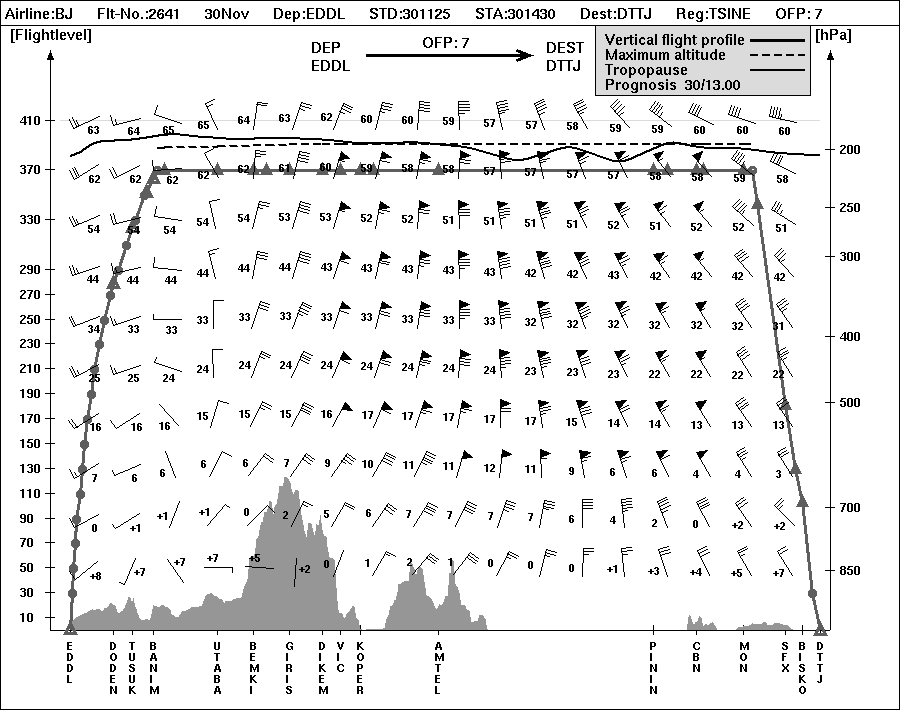 Airline:BJ Flt-No.:2641 30Nov Dep:EDDL STD:301125 STA:301430 Dest:DTTJ Reg:TSINE OFP: 7
[Flightlevel] [hPa]
DEP OFP: 7 DEST
EDDL DTTJ
Vertical flight profile
Maximum altitude
Tropopause
Prognosis 30/13.00
410 63 64 65 65 64 63 62 60 60 59 57 57 58 59 59 60 60 60
200
370 62 62 62 62 62 61 60 59 58 58 57 57 57 57 58 58 59 58
250
330 54 54 54 54 54 53 53 52 52 51 51 51 51 52 51 52 52 51
300
290 44 44 44 44 44 44 43 43 43 43 43 42 42 43 42 42 42 42
270
250 34 33 33 33 33 33 33 33 33 33 33 32 32 32 32 32 32 31
230 400
210 25 25 24 24 24 24 24 24 24 24 23 23 23 23 22 22 22 22
190 500
170 16 16 16 15 15 15 16 17 17 17 17 17 15 14 14 13 13 13
150
130 7 6 6 6 6 7 9 10 11 11 12 11 9 6 6 4 4 3
110 700
90 0 +1 +1 +1 0 2 5 6 7 7 7 7 6 4 2 0 +2 +2
70
50 +8 +7 +7 +7 +5 +2 0 1 2 1 0 0 0 +1 +3 +4 +5 +7 850
30
10
EDDL
DODEN
TUSUK
BANIM
UTABA
BEMKI
GIRIS
DIKEM
VIC
KOPER
AMTEL
PININ
CBN
MON
SFX
BISKO
DTTJ